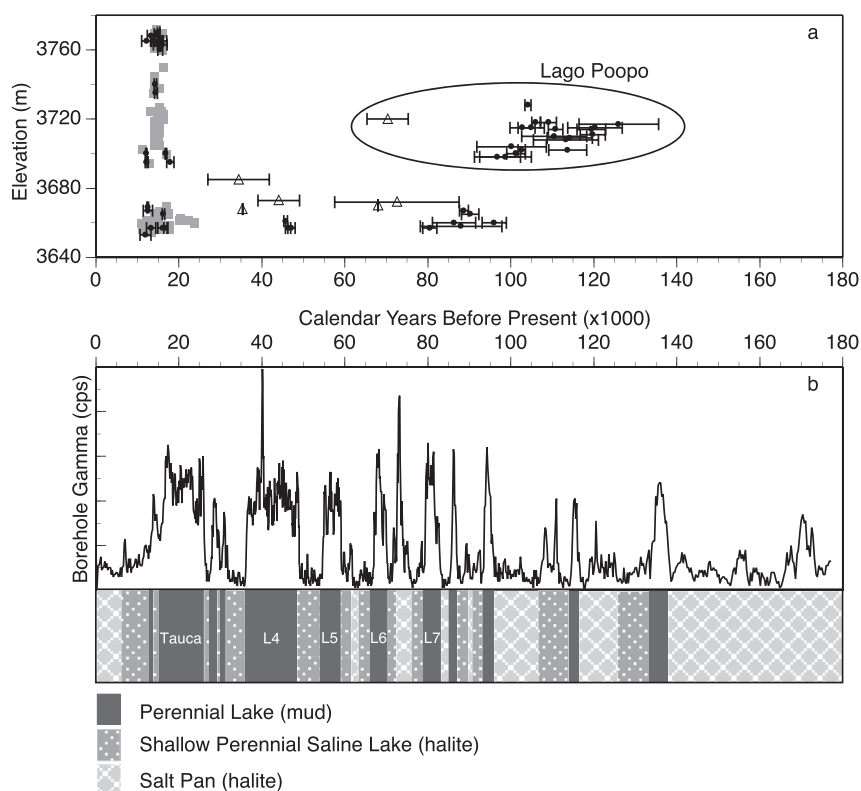 a
Lago Poopo
3760
3720
3680
3640
Elevation (m)
0 20 40 60 80 100 120 140 160 180
Calendar Years Before Present (x1000)
0 20 40 60 80 100 120 140 160 180
b
Borehole Gamma (cps)
Tauca L4 L5 L6 L7
Perennial Lake (mud)
Shallow Perennial Saline Lake (halite)
Salt Pan (halite)